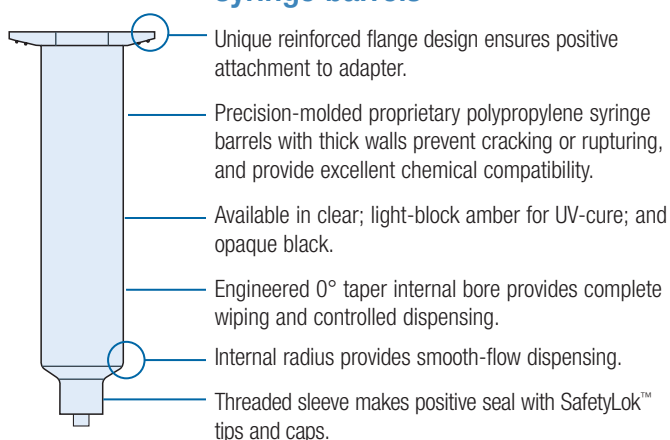 syringe barrels
Unique reinforced flange design ensures positive
attachment to adapter.
Precision-molded proprietary polypropylene syringe
barrels with thick walls prevent cracking or rupturing,
and provide excellent chemical compatibility.
Available in clear; light-block amber for UV-cure; and
opaque black.
Engineered 0° taper internal bore provides complete
wiping and controlled dispensing.
Internal radius provides smooth-flow dispensing.
Threaded sleeve makes positive seal with SafetyLok™
tips and caps.